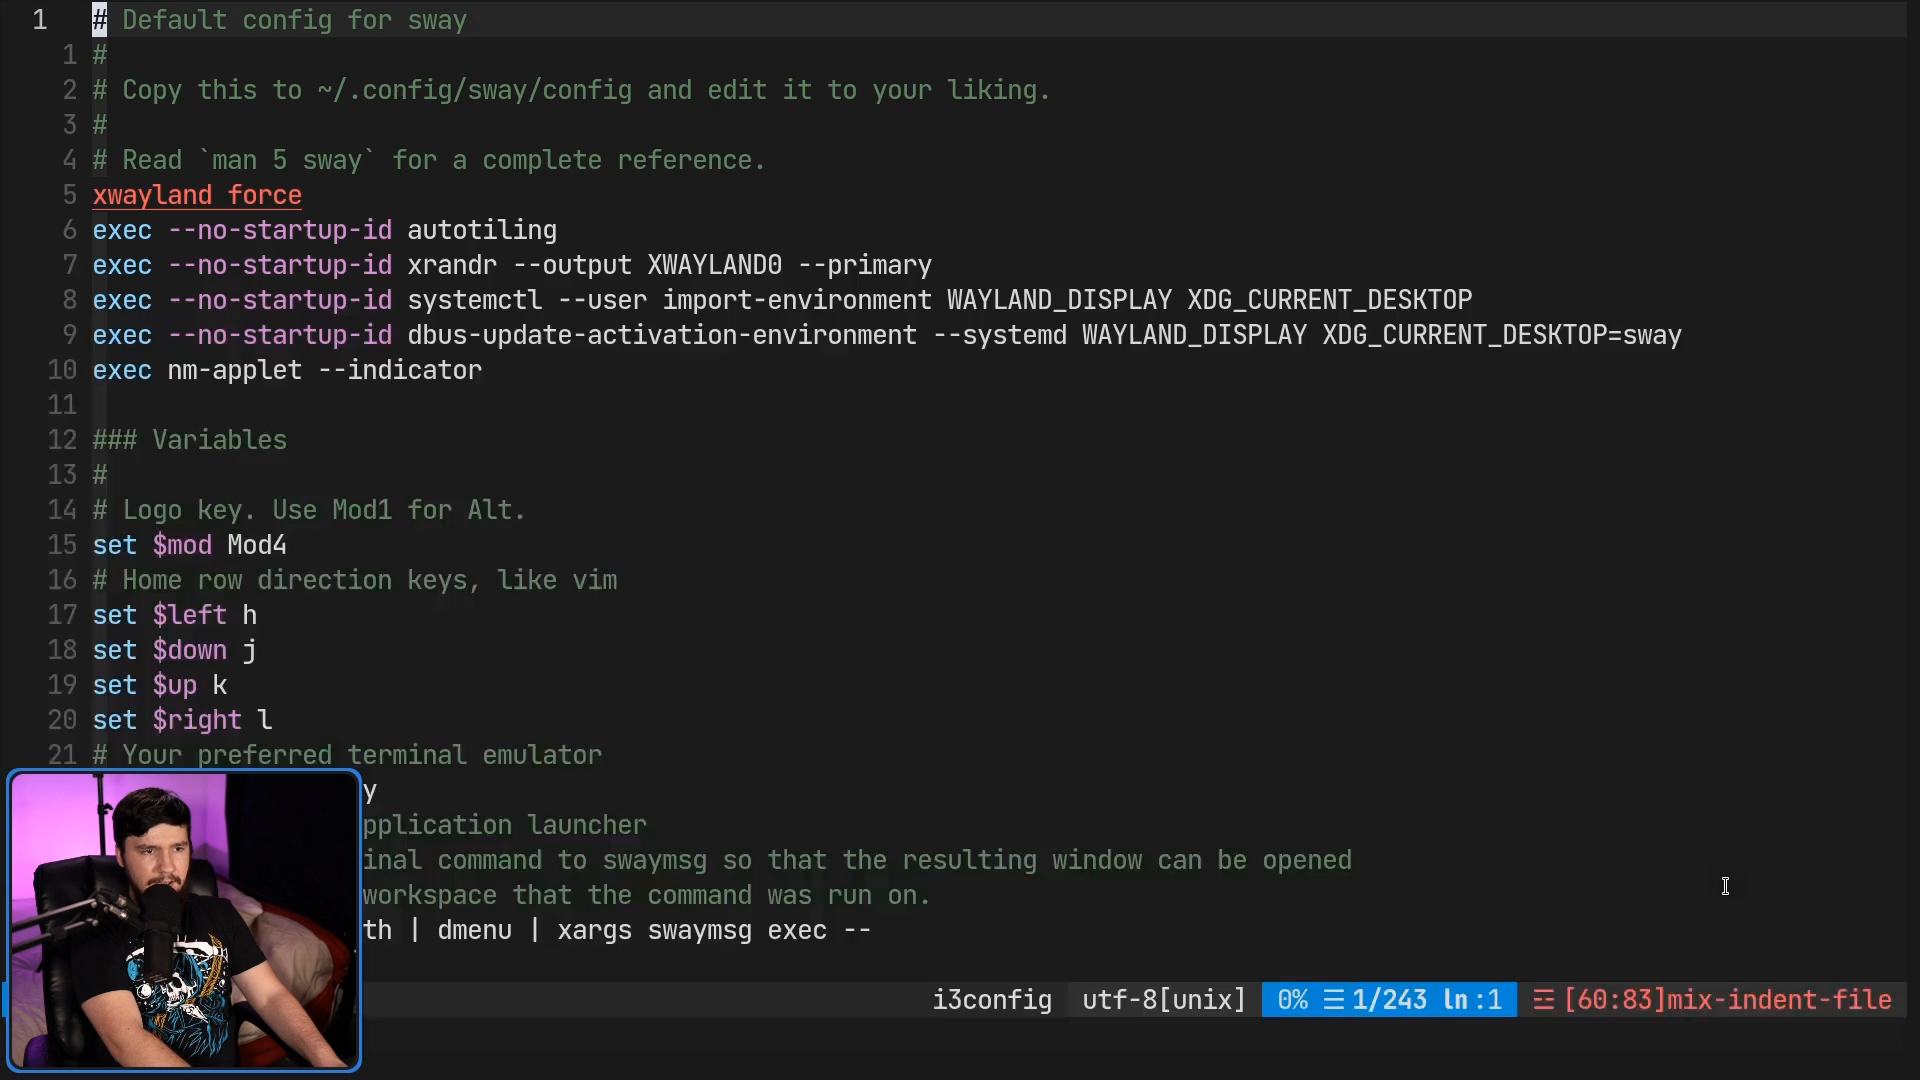 1 # Default config for sway
1 #
2 # Copy this to ~/.config/sway/config and edit it to your liking.
3 #
4 # Read `man 5 sway` for a complete reference.
5 xwayland force
6 exec --no-startup-id autotiling
7 exec --no-startup-id xrandr --output XWAYLAND0 --primary
8 exec --no-startup-id systemctl --user import-environment WAYLAND_DISPLAY XDG_CURRENT_DESKTOP
9 exec --no-startup-id dbus-update-activation-environment --systemd WAYLAND_DISPLAY XDG_CURRENT_DESKTOP=sway
10 exec nm-applet --indicator
11
12 ### Variables
13 #
14 # Logo key. Use Mod1 for Alt.
15 set $mod Mod4
16 # Home row direction keys, like vim
17 set $left h
18 set $down j
19 set $up k
20 set $right l
21 # Your preferred terminal emulator
y
pplication launcher
inal command to swaymsg so that the resulting window can be opened
workspace that the command was run on.
th | dmenu | xargs swaymsg exec --
i3config utf-8[unix] 0% ☰ 1/243 ln :1 ☲ [60:83]mix-indent-file